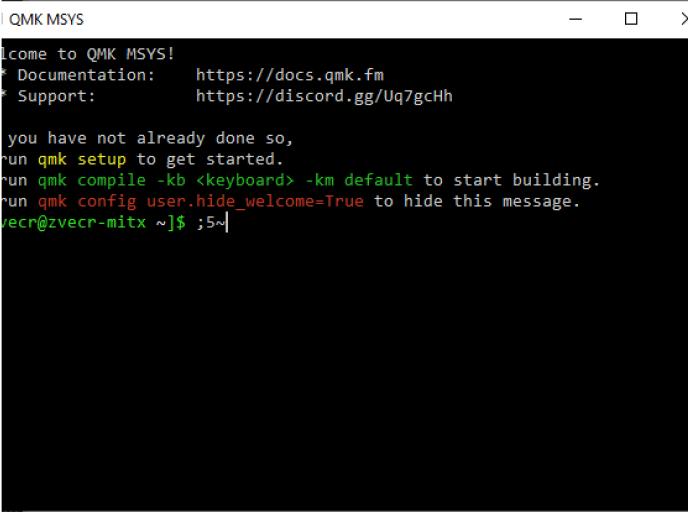 QMK MSYS
lcome to QMK MSYS!
* Documentation: https://docs.qmk.fm
* Support: https://discord.gg/Uq7gcHh
you have not already done so,
run qmk setup to get started.
run qmk compile -kb <keyboard> -km default to start building.
run qmk config user.hide_welcome=True to hide this message.
vecr@zvecr-mitx ~]$ ;5~